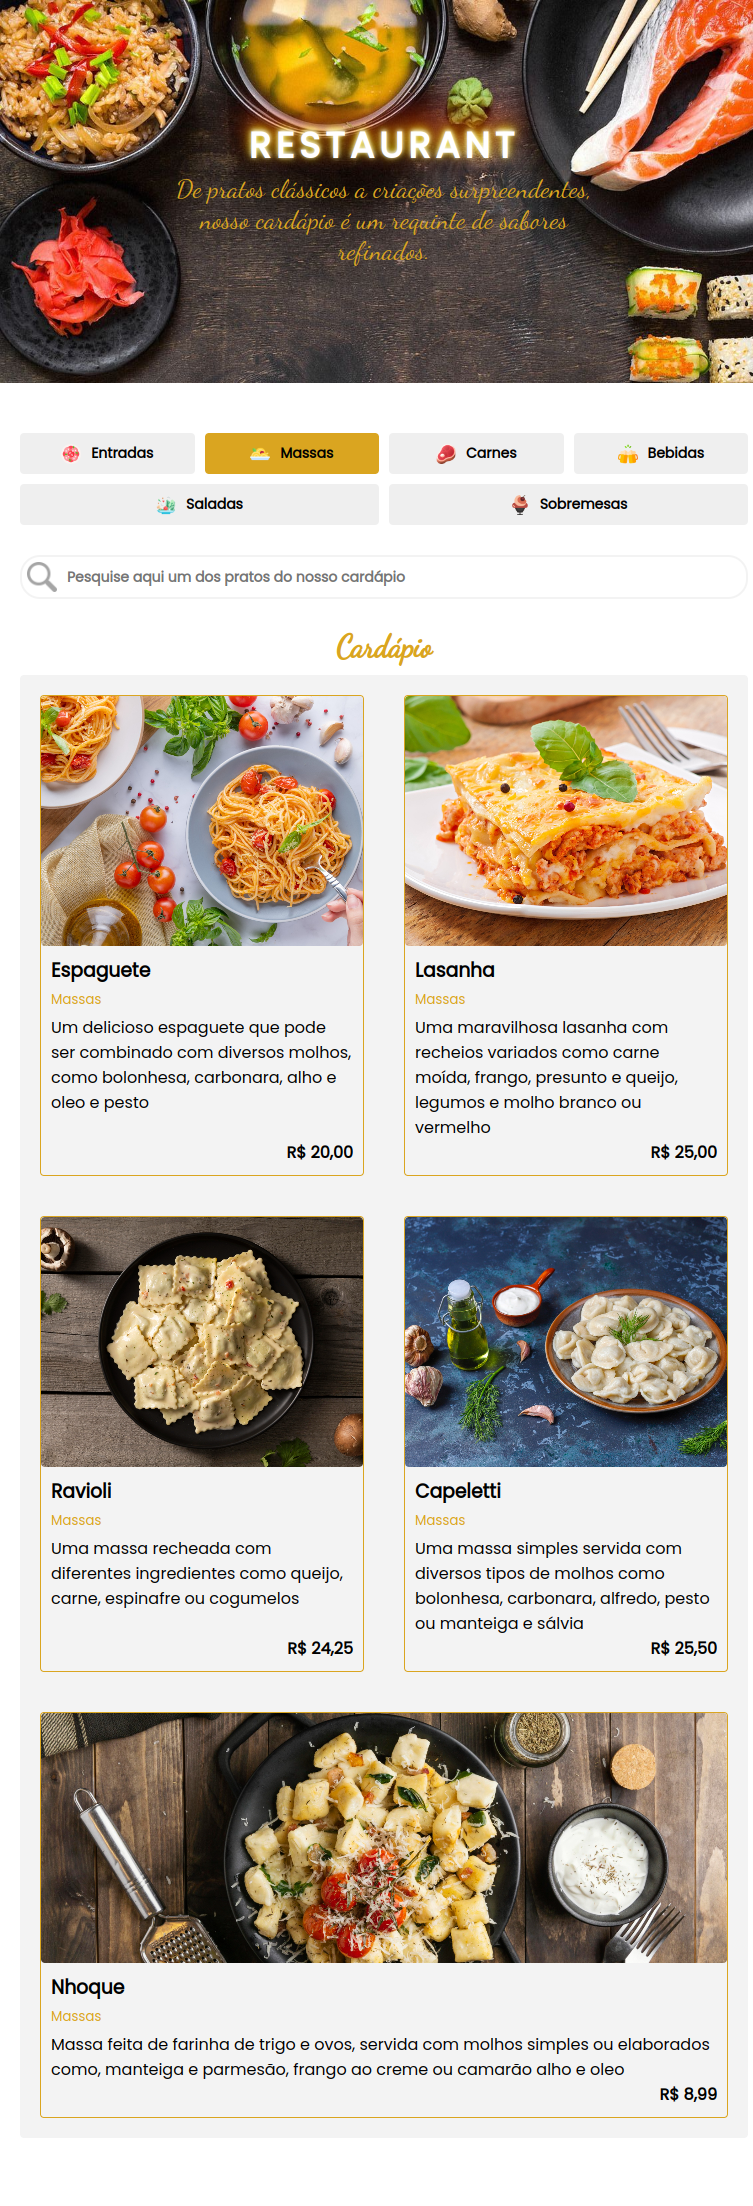 RESTAURANT
De pratos clássicos a criações surpreendentes,
nosso cardápio é um requinte de sabores
refinados.
Entradas
Massas
Carnes
Bebidas
Saladas
Sobremesas
Pesquise aqui um dos pratos do nosso cardápio
Cardápio
Espaguete
Massas
Um delicioso espaguete que pode
ser combinado com diversos molhos,
como bolonhesa, carbonara, alho e
oleo e pesto
R$ 20,00
Lasanha
Massas
Uma maravilhosa lasanha com
recheios variados como carne
moída, frango, presunto e queijo,
legumos e molho branco ou
vermelho
R$ 25,00
Ravioli
Massas
Uma massa recheada com
diferentes ingredientes como queijo,
carne, espinafre ou cogumelos
R$ 24,25
Capeletti
Massas
Uma massa simples servida com
diversos tipos de molhos como
bolonhesa, carbonara, alfredo, pesto
ou manteiga e sálvia
R$ 25,50
Nhoque
Massas
Massa feita de farinha de trigo e ovos, servida com molhos simples ou elaborados
como, manteiga e parmesão, frango ao creme ou camarão alho e oleo
R$ 8,99